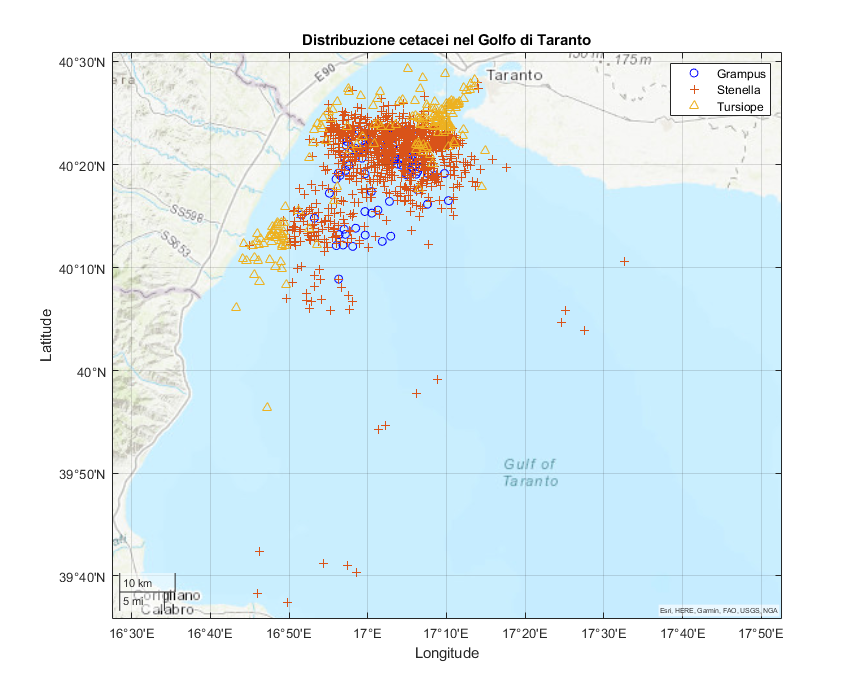 Distribuzione cetacei nel Golfo di Taranto
40°30'N
E90
Taranto
175m
Grampus
Stenella
Tursiope
40°20'N
SS598
SS653
40°10'N
Latitude
40°N
39°50'N
Gulf of
Taranto
39°40'N
10 km
5 mi
Corigliano
Calabro
Esri, HERE, Garmin, FAO, USGS, NGA
16°30'E 16°40'E 16°50'E 17°E 17°10'E 17°20'E 17°30'E 17°40'E 17°50'E
Longitude